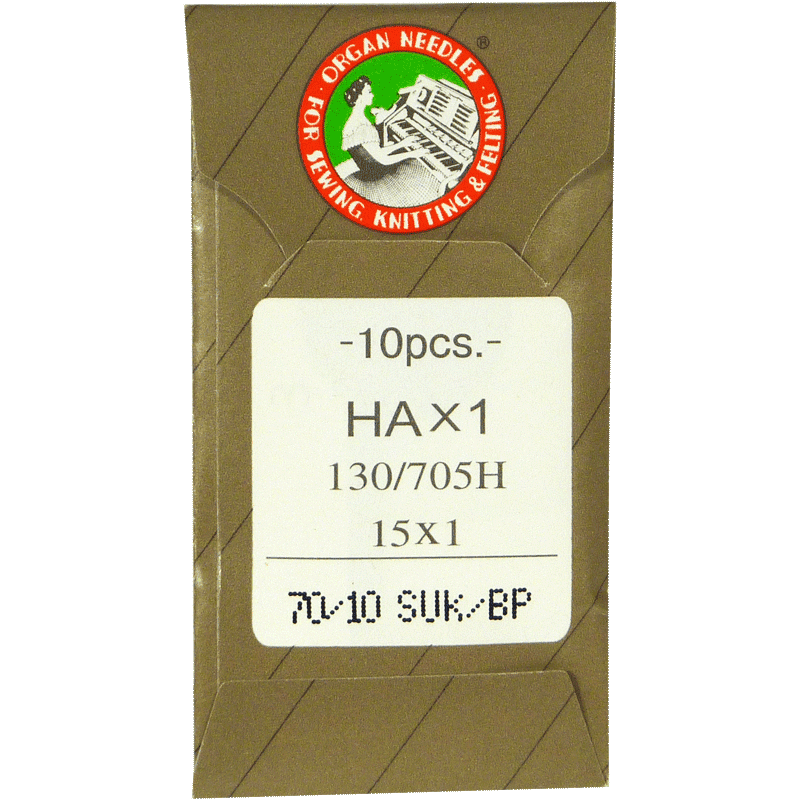 · ORGAN NEEDLES · ®
FOR SEWING, KNITTING & FELTING
-10pcs.-
HA×1
130/705H
15x1
70/10 SUK/BP